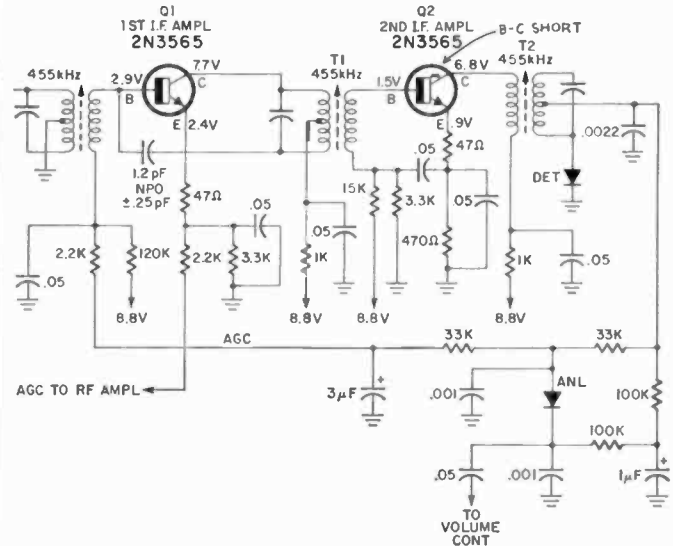 Q1
1ST I.F. AMPL
2N3565
Q2
2ND I.F. AMPL
2N3565
B-C SHORT
455kHz
2.9V
B
7.7V
C
E
2.4V
T1
455kHz
1.5V
B
6.8V
C
E
.9V
T2
455kHz
1.2 pF
NPO
±.25pF
47Ω
.05
47Ω
.0022
DET
.05
2.2K
120K
2.2K
3.3K
.05
1K
.05
15K
3.3K
470Ω
.05
1K
.05
8.8V
8.8V
8.8V
8.8V
AGC
33K
33K
AGC TO RF AMPL
3µF
+
.001
ANL
100K
100K
.05
.001
1µF
+
TO
VOLUME
CONT